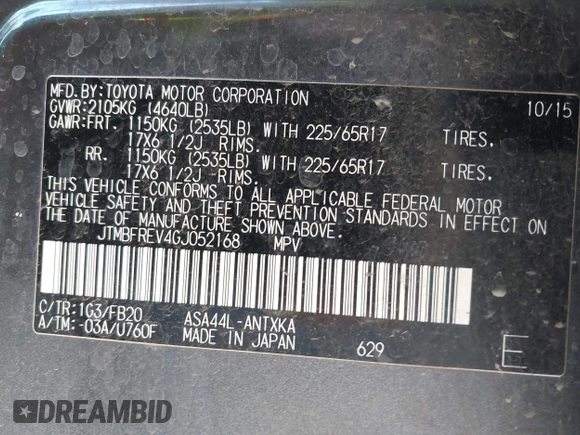 MFD.BY:TOYOTA MOTOR CORPORATION 10/15
GVWR:2105KG (4640LB)
GAWR:FRT. 1150KG (2535LB) WITH 225/65R17 TIRES,
17X6 1/2J RIMS.
RR. 1150KG (2535LB) WITH 225/65R17 TIRES,
17X6 1/2J RIMS.
THIS VEHICLE CONFORMS TO ALL APPLICABLE FEDERAL MOTOR
VEHICLE SAFETY AND THEFT PREVENTION STANDARDS IN EFFECT ON
THE DATE OF MANUFACTURE SHOWN ABOVE.
JTMBFREV4GJ052168 MPV
C/TR:1G3/FB20 ASA44L-ANTXKA
A/TM:-03A/U760F MADE IN JAPAN 629 E
DREAMBID